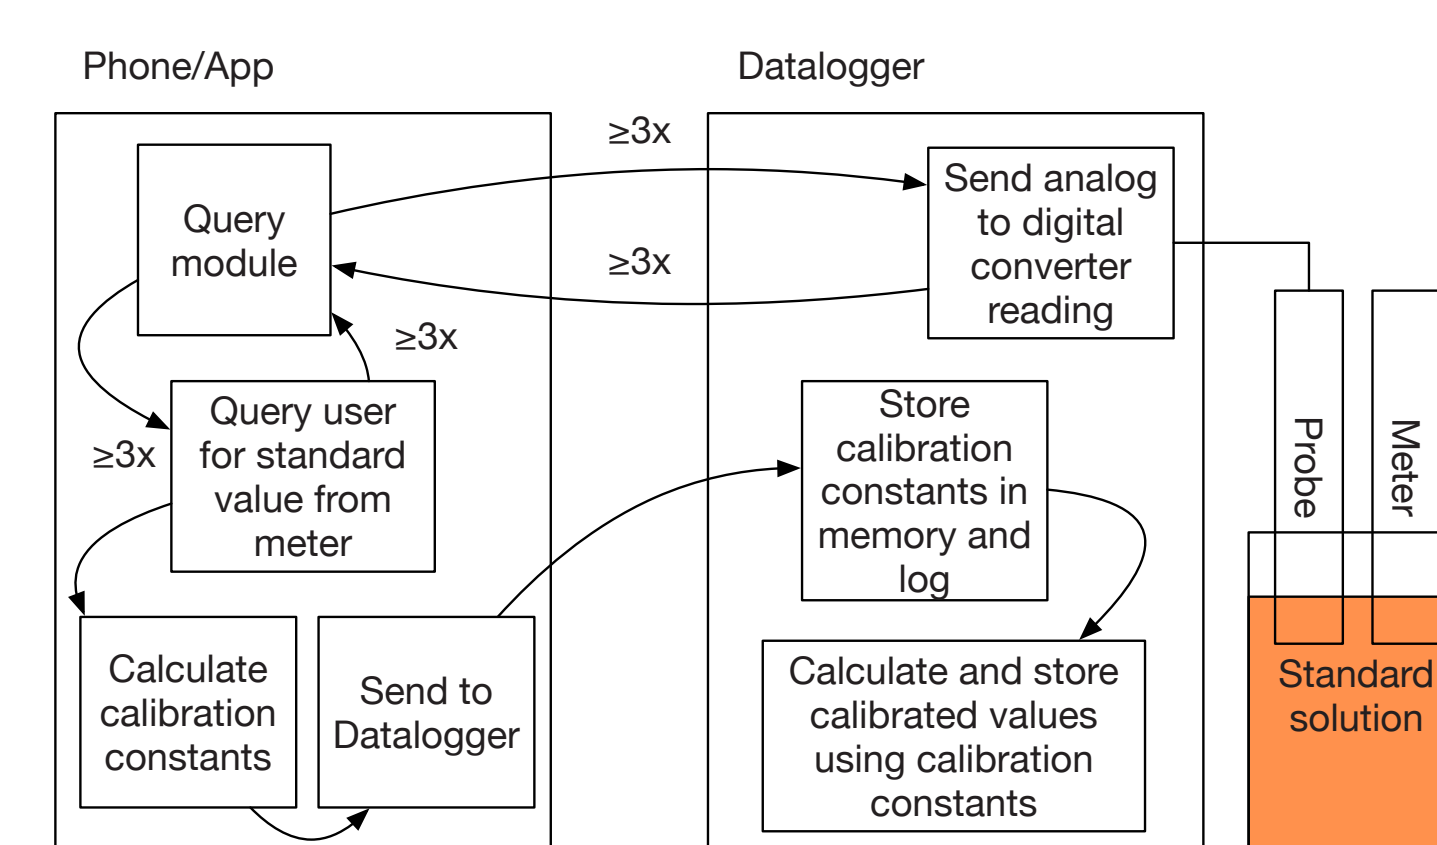 Phone/App
Datalogger
≥3x
Query
module
Send analog
to digital
converter
reading
≥3x
≥3x
Query user
for standard
value from
meter
≥3x
Store
calibration
constants in
memory and
log
Probe
Meter
Calculate
calibration
constants
Send to
Datalogger
Calculate and store
calibrated values
using calibration
constants
Standard
solution